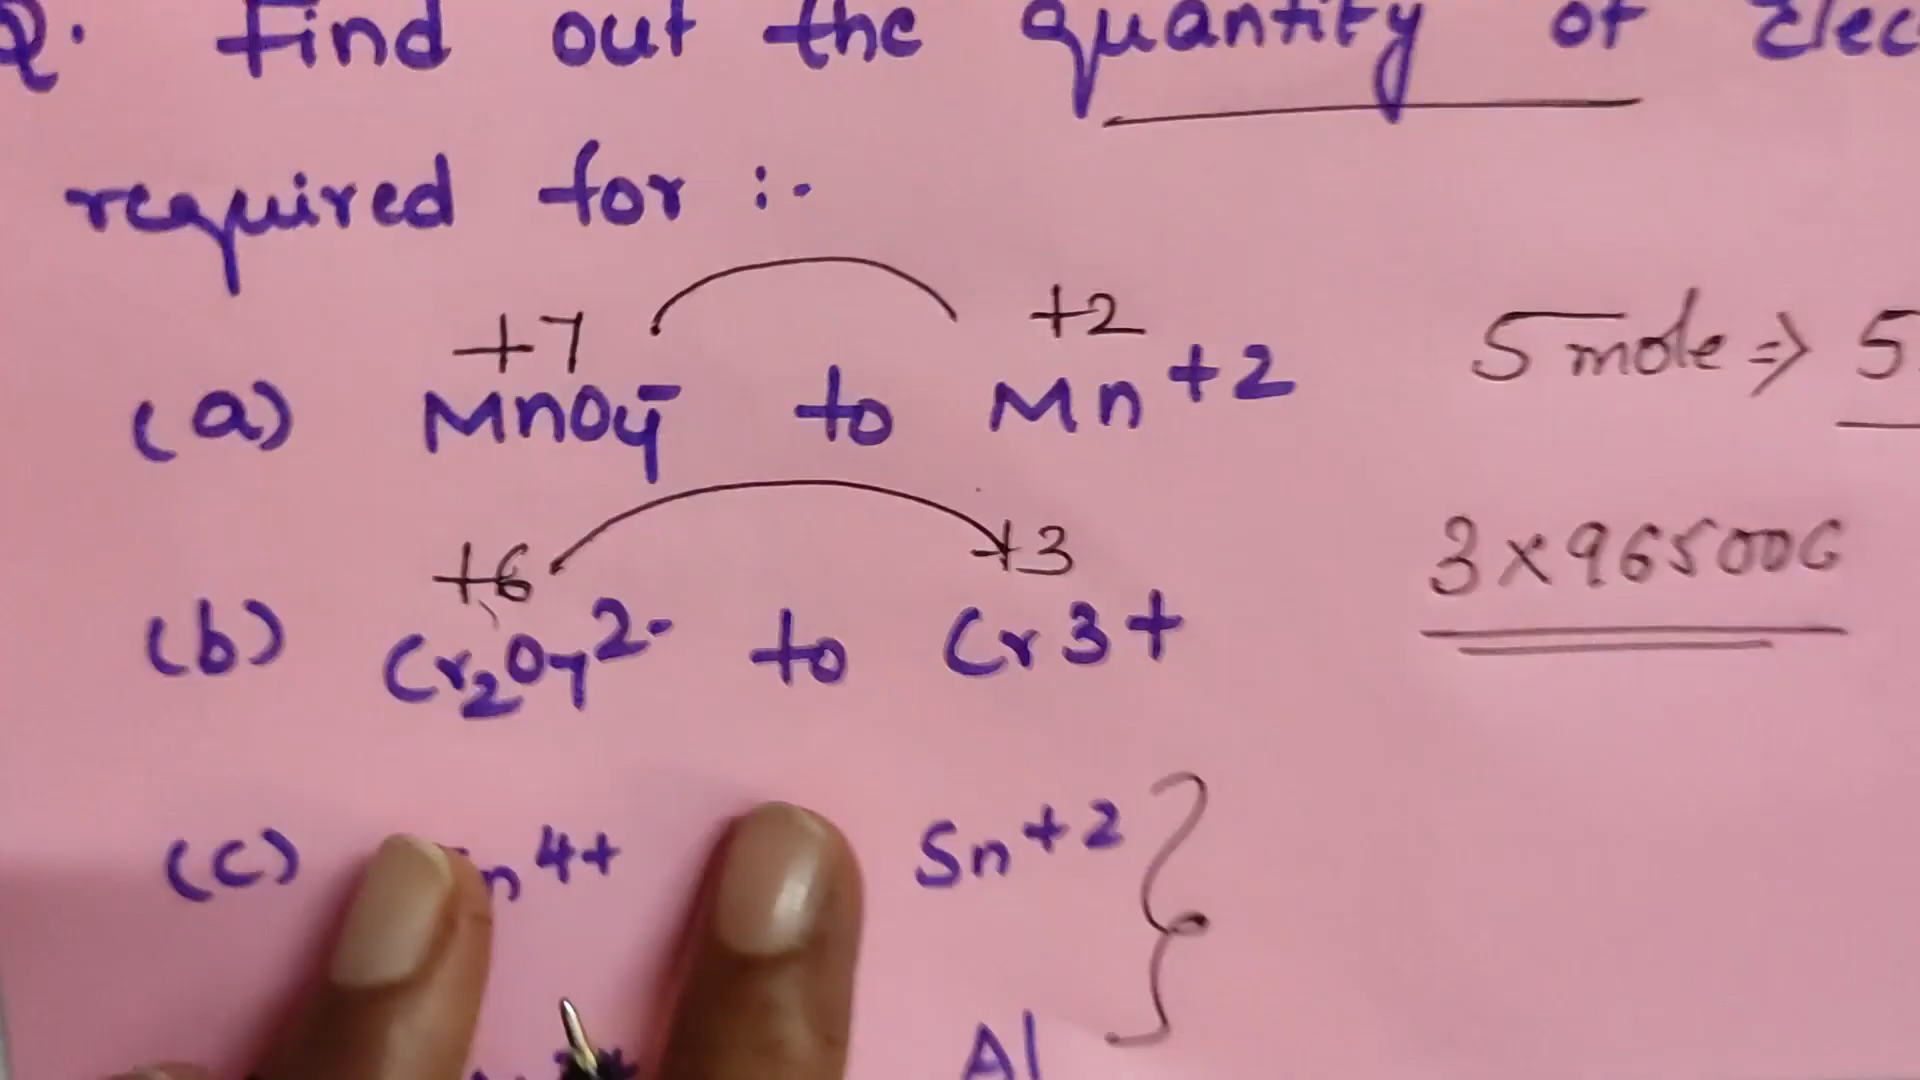 Q. Find out the quantity of Elec
required for :-
+7 +2
(a) MnO4- to Mn+2 5 mole => 5
+6 +3
(b) Cr2O7 2- to Cr3+ 3 x 96500C
(c) n4+ Sn+2
Al